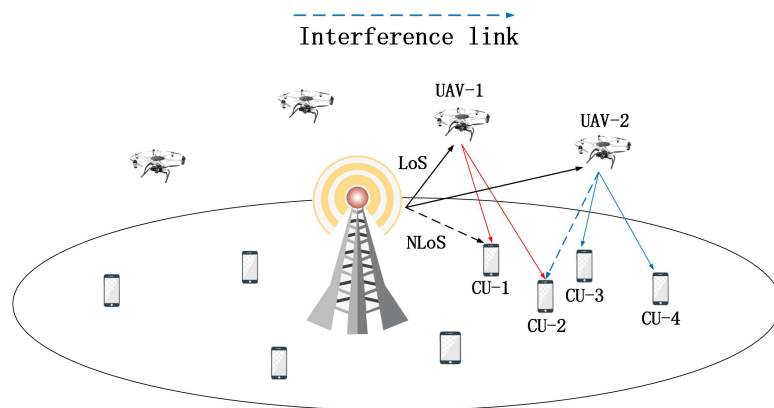 Interference link
UAV-1
UAV-2
LoS
NLoS
CU-1
CU-2
CU-3
CU-4